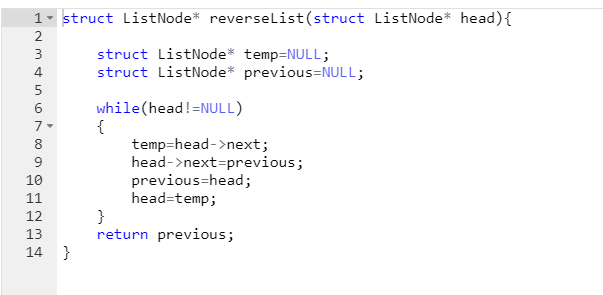 1 struct ListNode* reverseList(struct ListNode* head){
2
3     struct ListNode* temp=NULL;
4     struct ListNode* previous=NULL;
5
6     while(head!=NULL)
7     {
8         temp=head->next;
9         head->next=previous;
10         previous=head;
11         head=temp;
12     }
13     return previous;
14 }